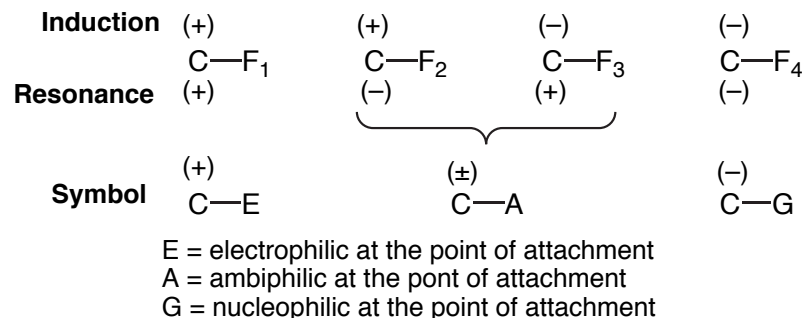 Induction (+) (+) (–) (–)
C—F₁ C—F₂ C—F₃ C—F₄
Resonance (+) (–) (+) (–)
(+) (±) (–)
Symbol C—E C—A C—G
E = electrophilic at the point of attachment
A = ambiphilic at the pont of attachment
G = nucleophilic at the point of attachment